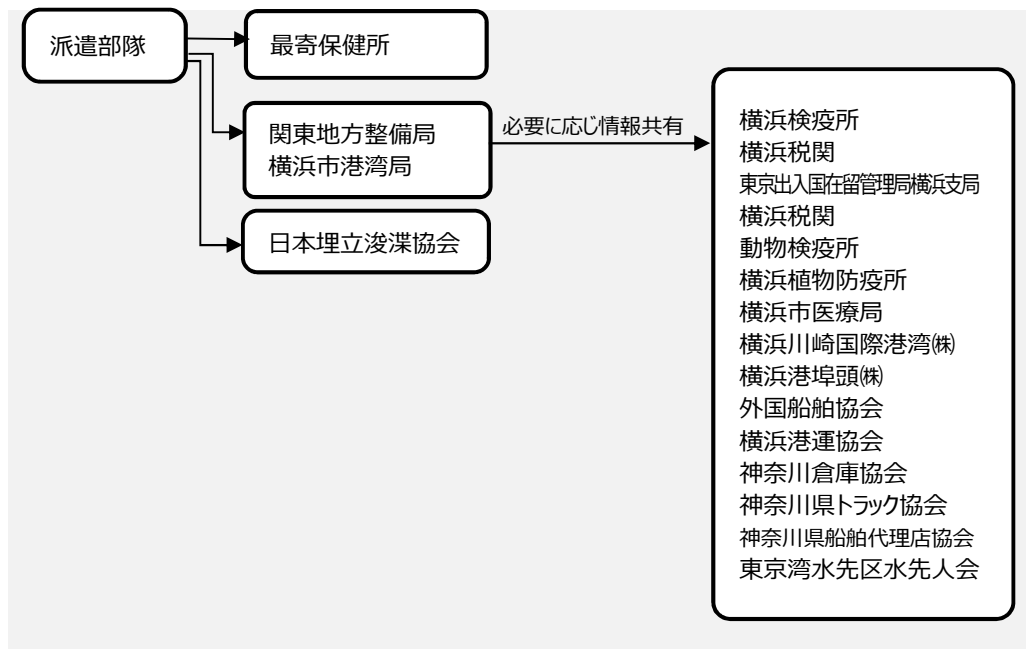 派遣部隊
最寄保健所
関東地方整備局
横浜市港湾局
必要に応じ情報共有
日本埋立浚渫協会
横浜検疫所
横浜税関
東京出入国在留管理局横浜支局
横浜税関
動物検疫所
横浜植物防疫所
横浜市医療局
横浜川崎国際港湾㈱
横浜港埠頭㈱
外国船舶協会
横浜港運協会
神奈川倉庫協会
神奈川県トラック協会
神奈川県船舶代理店協会
東京湾水先区水先人会